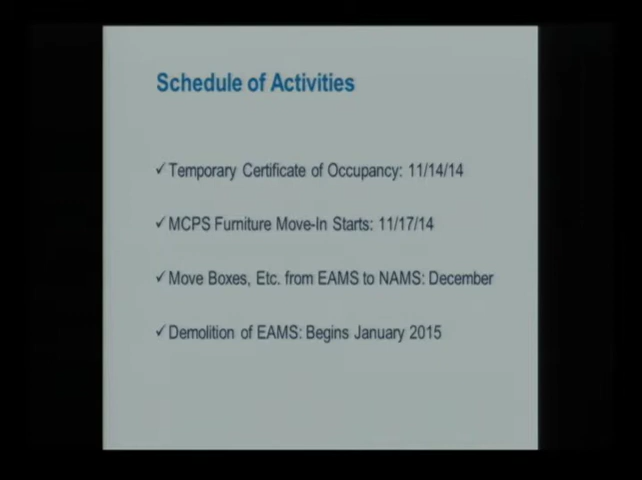 Schedule of Activities
✓ Temporary Certificate of Occupancy: 11/14/14
✓ MCPS Furniture Move-In Starts: 11/17/14
✓ Move Boxes, Etc. from EAMS to NAMS: December
✓ Demolition of EAMS: Begins January 2015